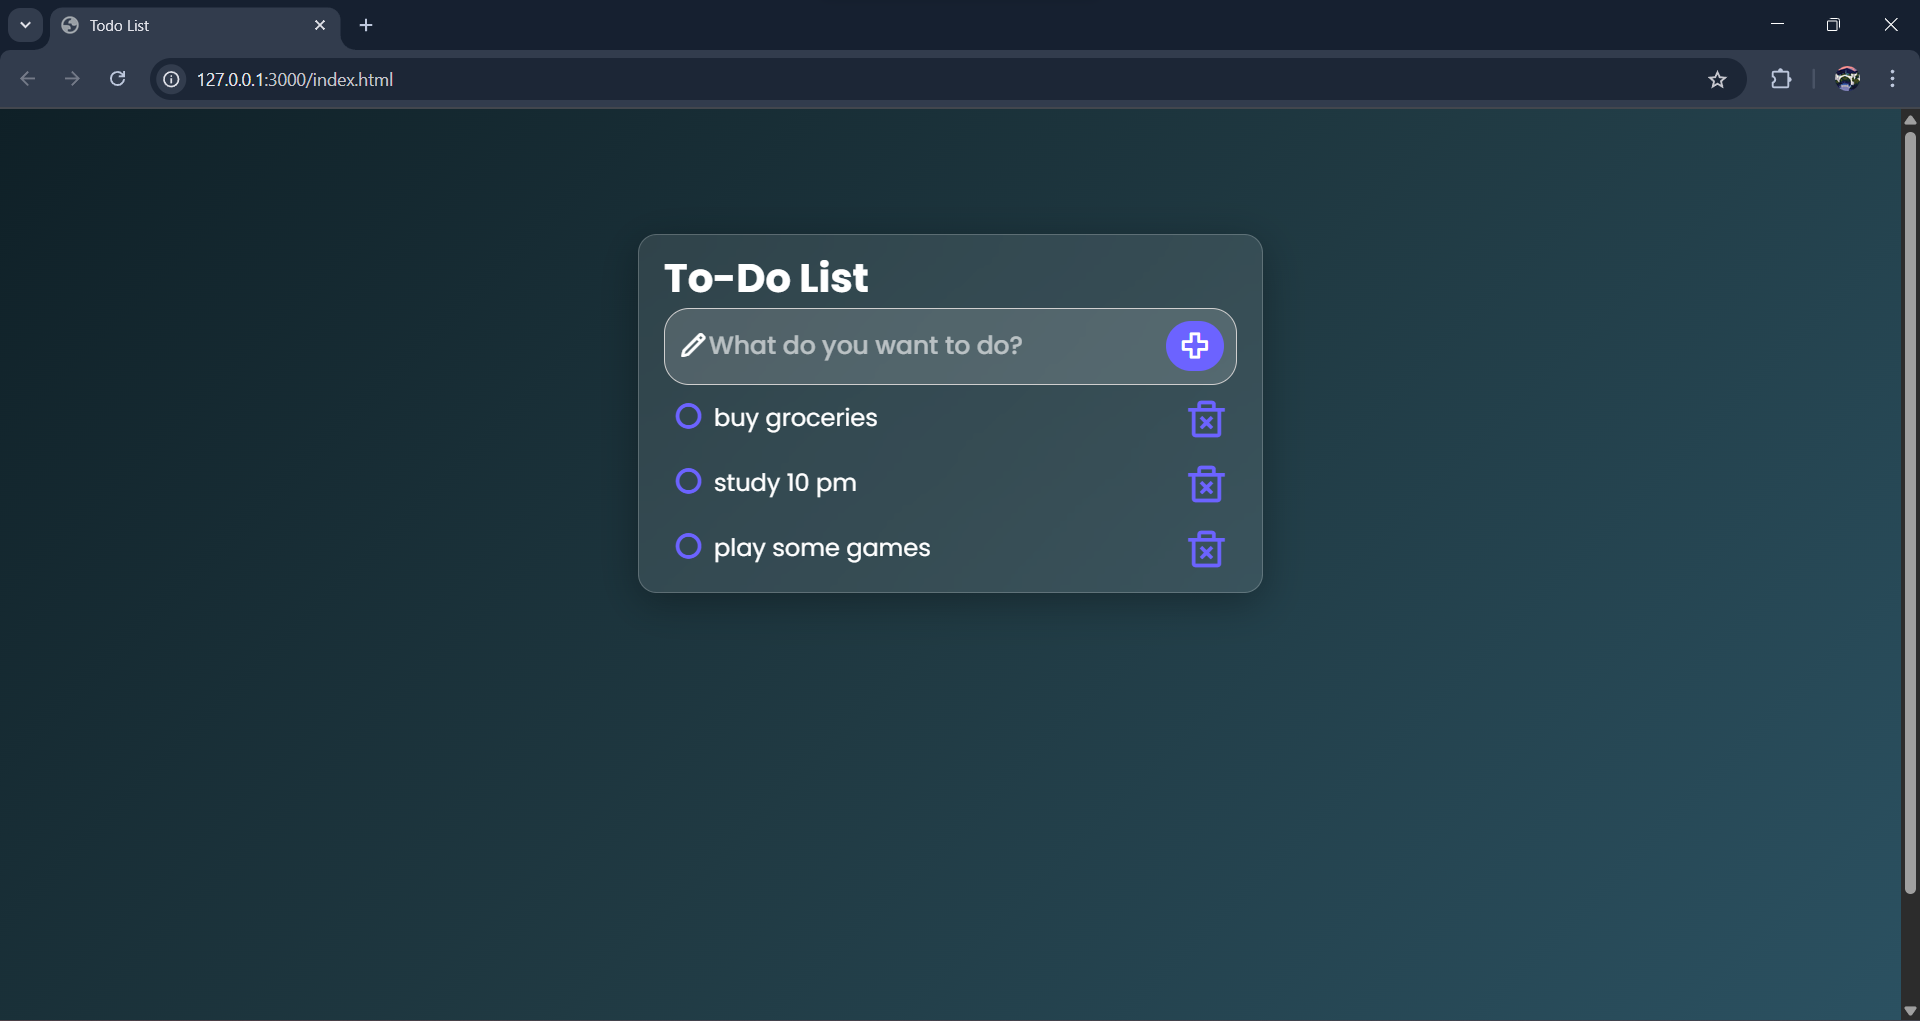 Todo List
127.0.0.1:3000/index.html
To-Do List
What do you want to do?
buy groceries
study 10 pm
play some games